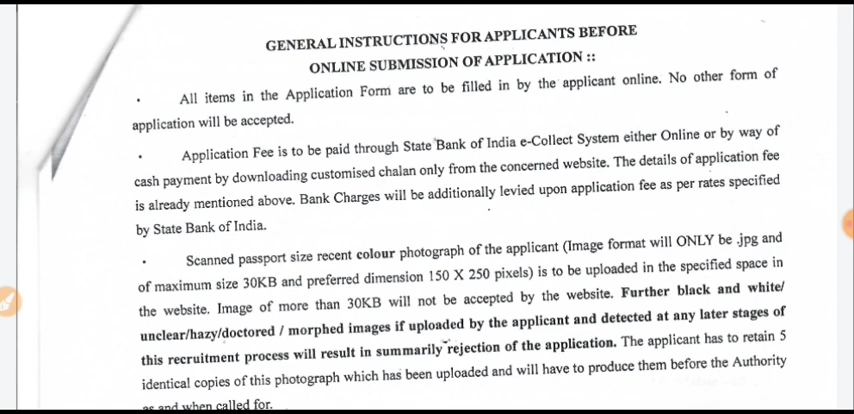 GENERAL INSTRUCTIONS FOR APPLICANTS BEFORE
ONLINE SUBMISSION OF APPLICATION ::
• All items in the Application Form are to be filled in by the applicant online. No other form of
application will be accepted.
• Application Fee is to be paid through State Bank of India e-Collect System either Online or by way of
cash payment by downloading customised chalan only from the concerned website. The details of application fee
is already mentioned above. Bank Charges will be additionally levied upon application fee as per rates specified
by State Bank of India.
• Scanned passport size recent colour photograph of the applicant (Image format will ONLY be .jpg and
of maximum size 30KB and preferred dimension 150 X 250 pixels) is to be uploaded in the specified space in
the website. Image of more than 30KB will not be accepted by the website. Further black and white/
unclear/hazy/doctored / morphed images if uploaded by the applicant and detected at any later stages of
this recruitment process will result in summarily rejection of the application. The applicant has to retain 5
identical copies of this photograph which has been uploaded and will have to produce them before the Authority
as and when called for.